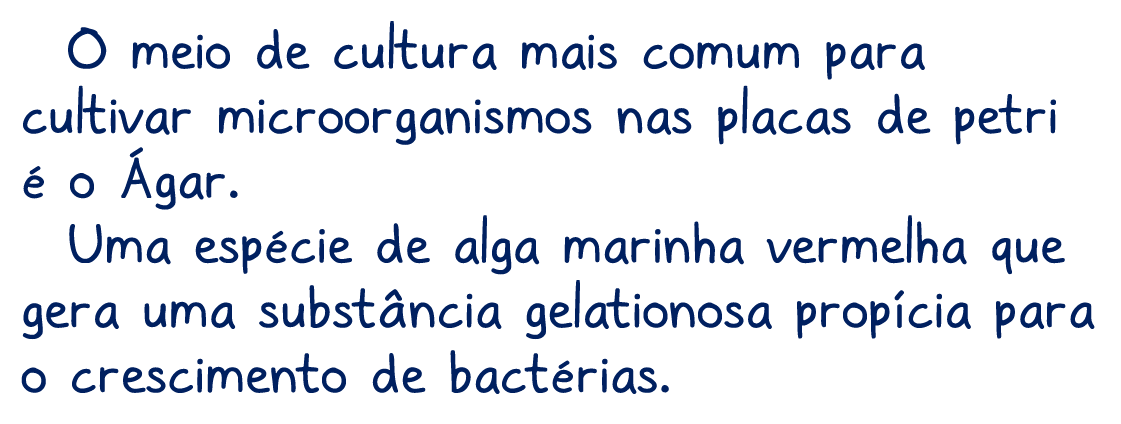 O meio de cultura mais comum para
cultivar microorganismos nas placas de petri
é o Ágar.
Uma espécie de alga marinha vermelha que
gera uma substância gelationosa propícia para
o crescimento de bactérias.